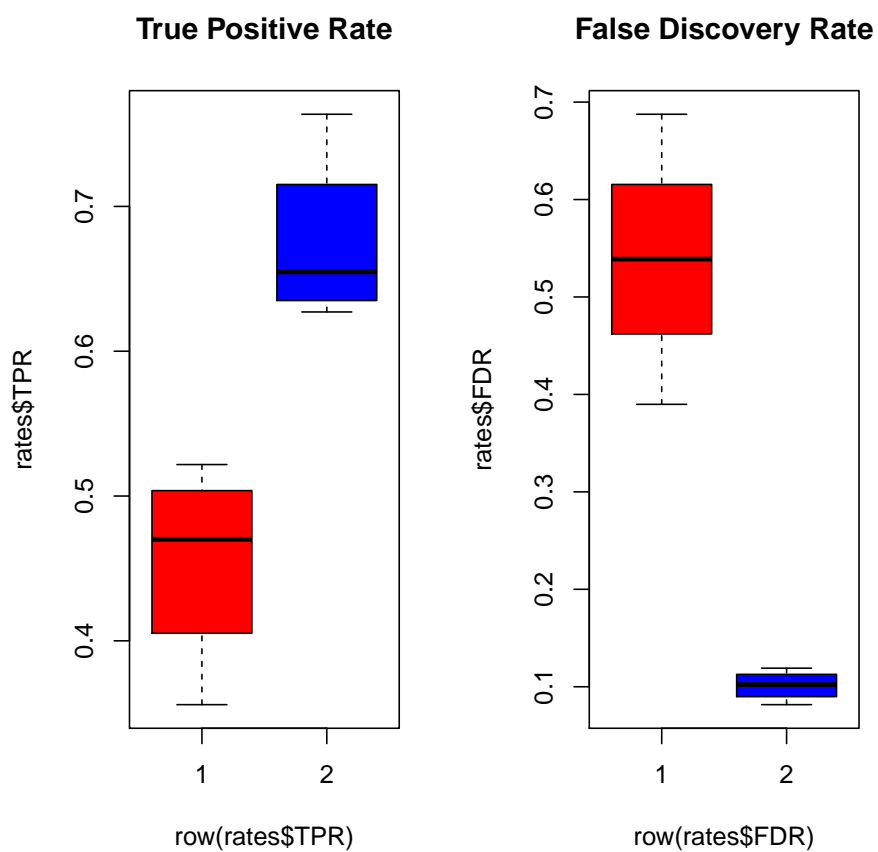 True Positive Rate
rates$TPR
0.7
0.6
0.5
0.4
1 2
row(rates$TPR)
False Discovery Rate
rates$FDR
0.7
0.6
0.5
0.4
0.3
0.2
0.1
1 2
row(rates$FDR)